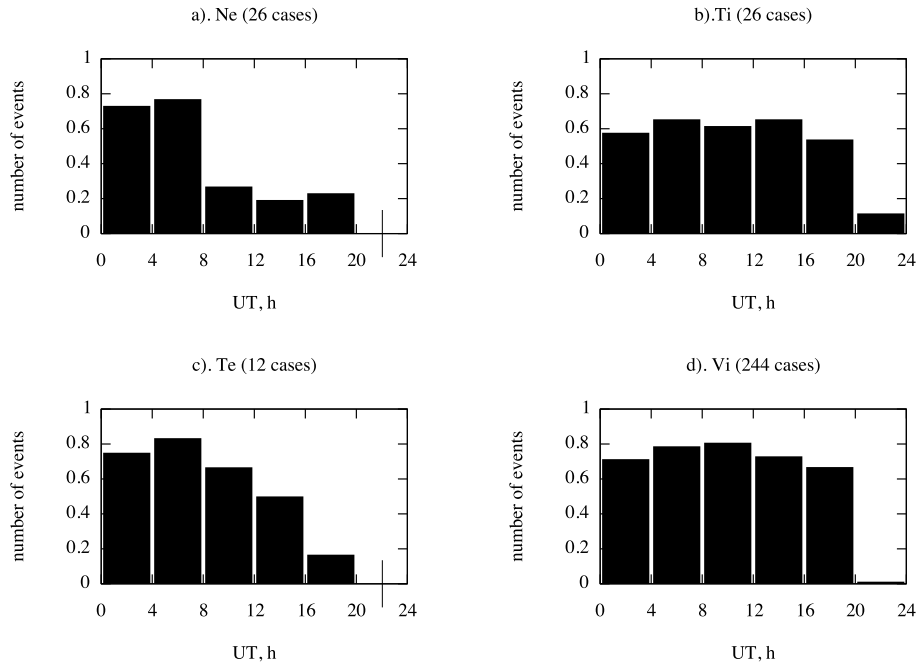 a). Ne (26 cases)
number of events
1
0.8
0.6
0.4
0.2
0
0 4 8 12 16 20 24
UT, h
b).Ti (26 cases)
number of events
1
0.8
0.6
0.4
0.2
0
0 4 8 12 16 20 24
UT, h
c). Te (12 cases)
number of events
1
0.8
0.6
0.4
0.2
0
0 4 8 12 16 20 24
UT, h
d). Vi (244 cases)
number of events
1
0.8
0.6
0.4
0.2
0
0 4 8 12 16 20 24
UT, h